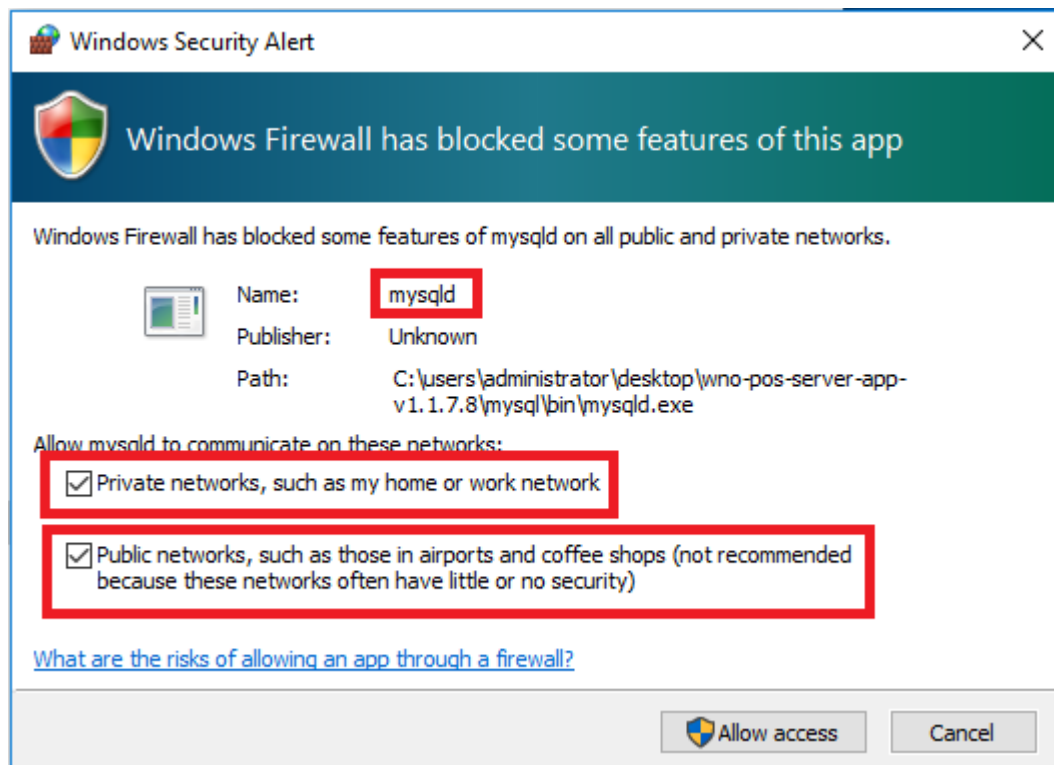 Windows Security Alert
Windows Firewall has blocked some features of this app
Windows Firewall has blocked some features of mysqld on all public and private networks.
Name: mysqld
Publisher: Unknown
Path: C:\users\administrator\desktop\wno-pos-server-app-
v1.1.7.8\mysql\bin\mysqld.exe
Allow mysqld to communicate on these networks:
Private networks, such as my home or work network
Public networks, such as those in airports and coffee shops (not recommended
because these networks often have little or no security)
What are the risks of allowing an app through a firewall?
Allow access Cancel